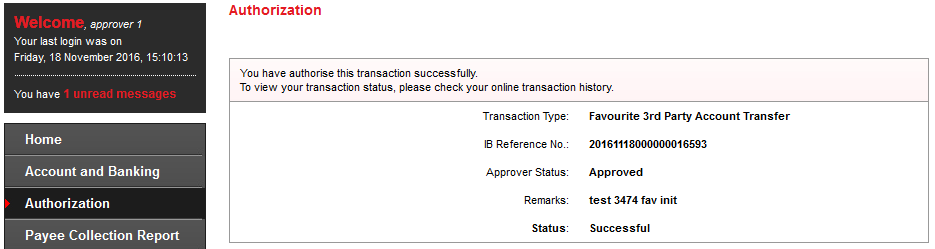 Welcome, approver 1
Your last login was on
Friday, 18 November 2016, 15:10:13
You have 1 unread messages
Home
Account and Banking
Authorization
Payee Collection Report
Authorization
You have authorise this transaction successfully.
To view your transaction status, please check your online transaction history.
Transaction Type: Favourite 3rd Party Account Transfer
IB Reference No.: 20161118000000016593
Approver Status: Approved
Remarks: test 3474 fav init
Status: Successful